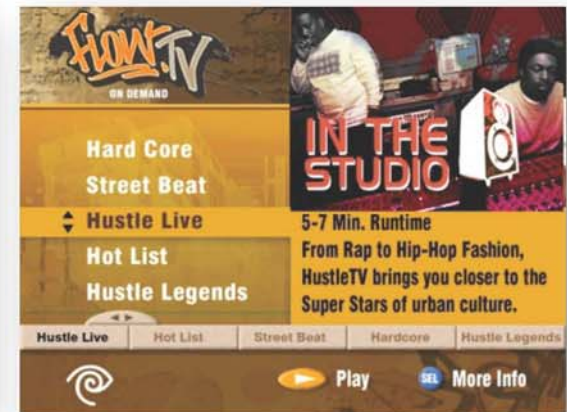 FLOW.TV
ON DEMAND
Hard Core
Street Beat
Hustle Live
Hot List
Hustle Legends
IN THE
STUDIO
5-7 Min. Runtime
From Rap to Hip-Hop Fashion,
HustleTV brings you closer to the
Super Stars of urban culture.
Hustle Live Hot List Street Beat Hardcore Hustle Legends
Play SEL More Info